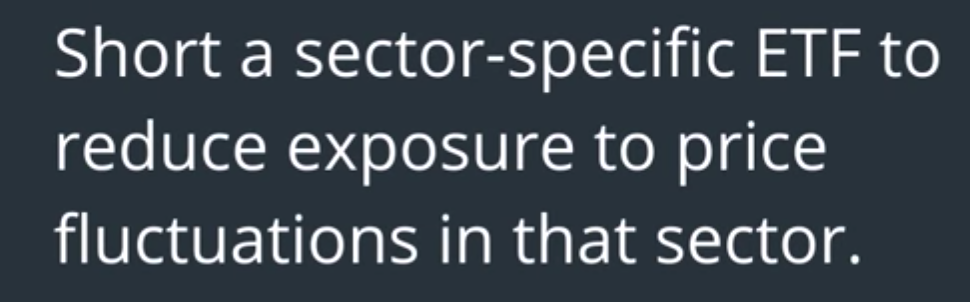 Short a sector-specific ETF to
reduce exposure to price
fluctuations in that sector.